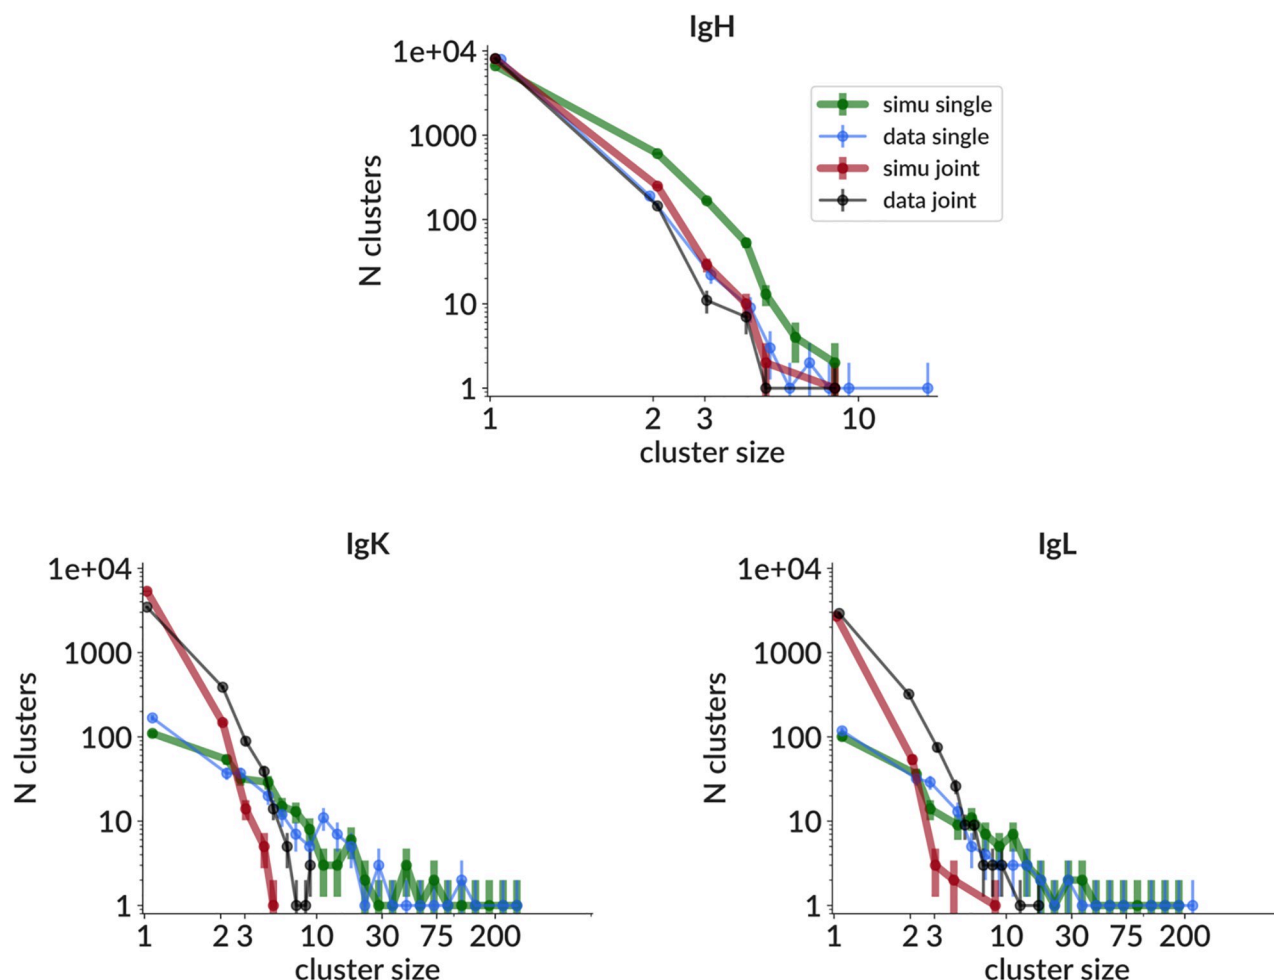 IgH
1e+04
1000
100
10
1
N clusters
1 2 3 10
cluster size
simu single
data single
simu joint
data joint
IgK
1e+04
1000
100
10
1
N clusters
1 2 3 10 30 75 200
cluster size
IgL
1e+04
1000
100
10
1
N clusters
1 2 3 10 30 75 200
cluster size